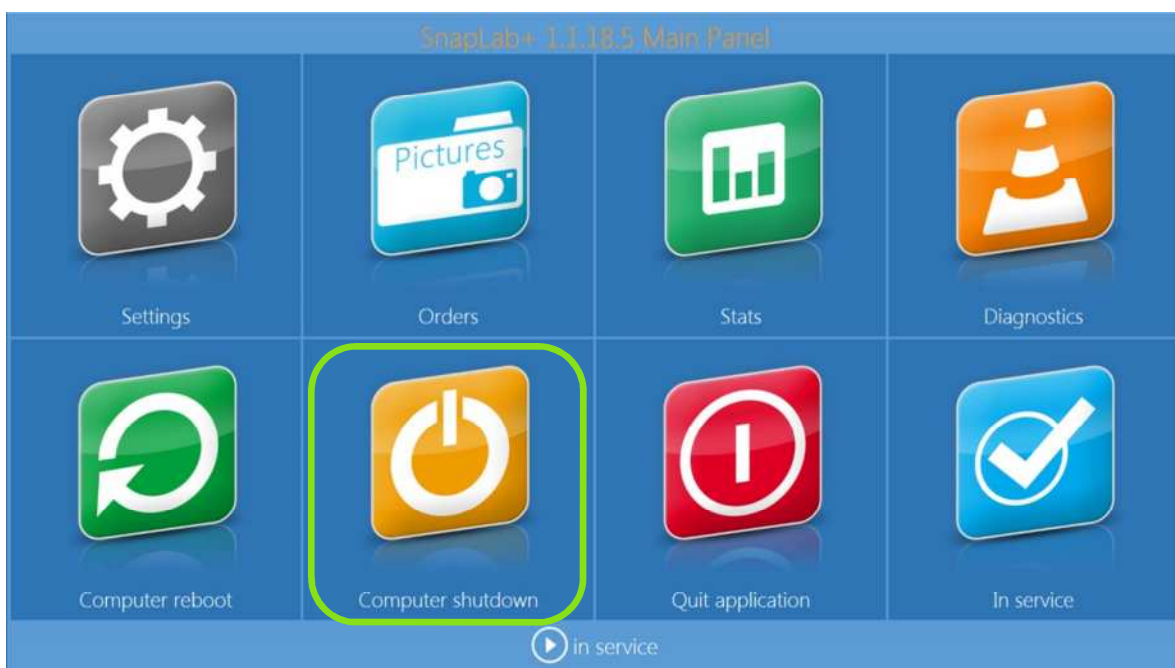 SnapLab+ 1.1.18.5 Main Panel
Pictures
Settings
Orders
Stats
Diagnostics
Computer reboot
Computer shutdown
Quit application
In service
in service